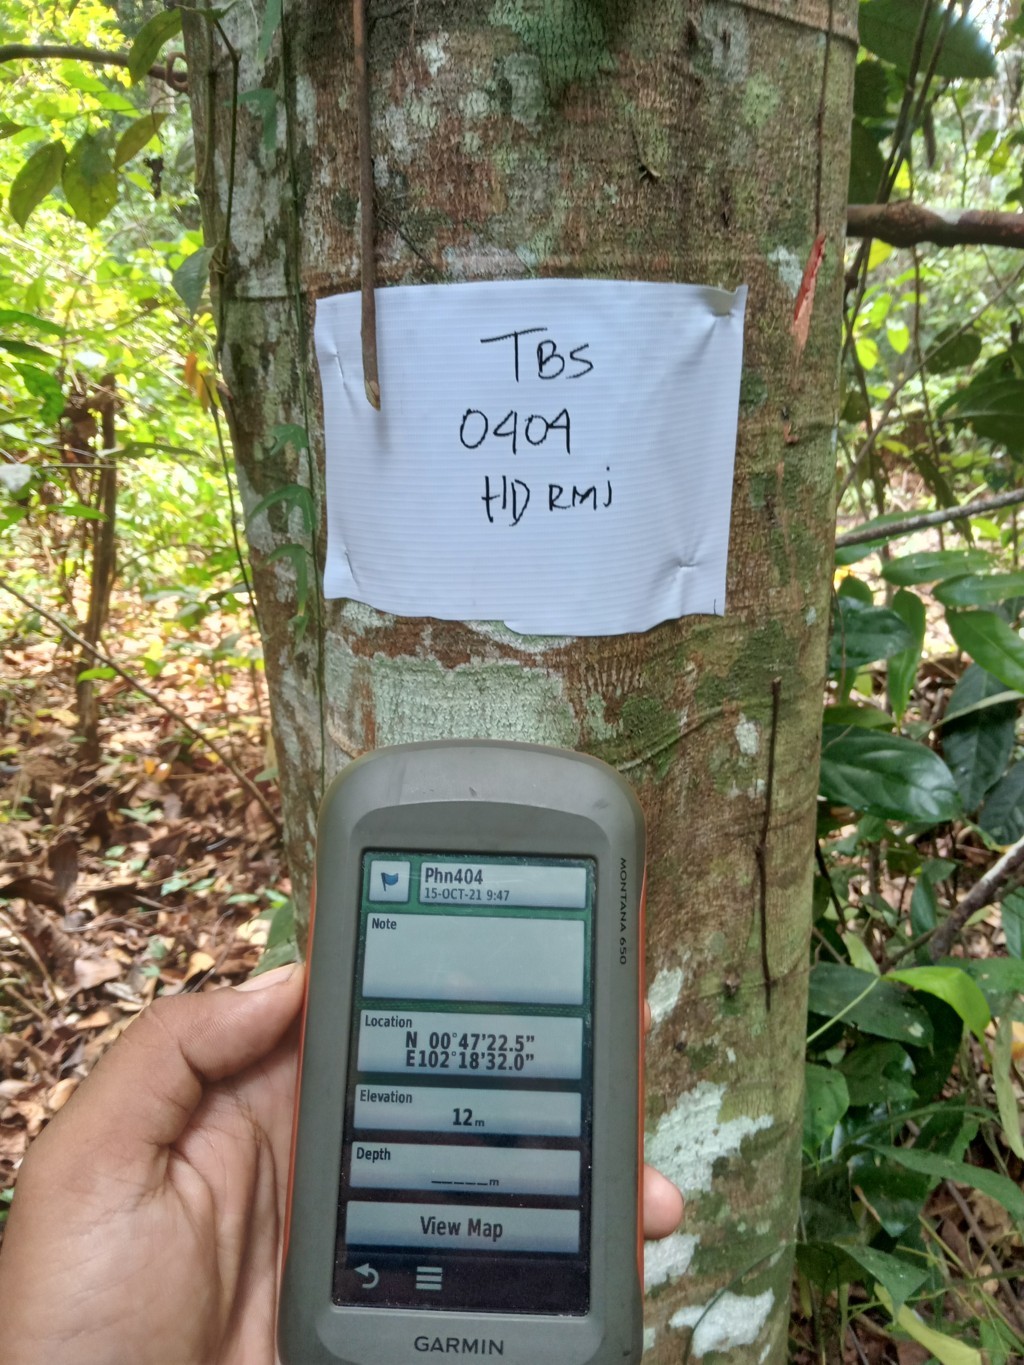 TBS
0404
HD RMj
MONTANA 650
Phn404
15-OCT-21 9:47
Note
Location
N 00°47'22.5"
E102°18'32.0"
Elevation
12 m
Depth
_____m
View Map
GARMIN